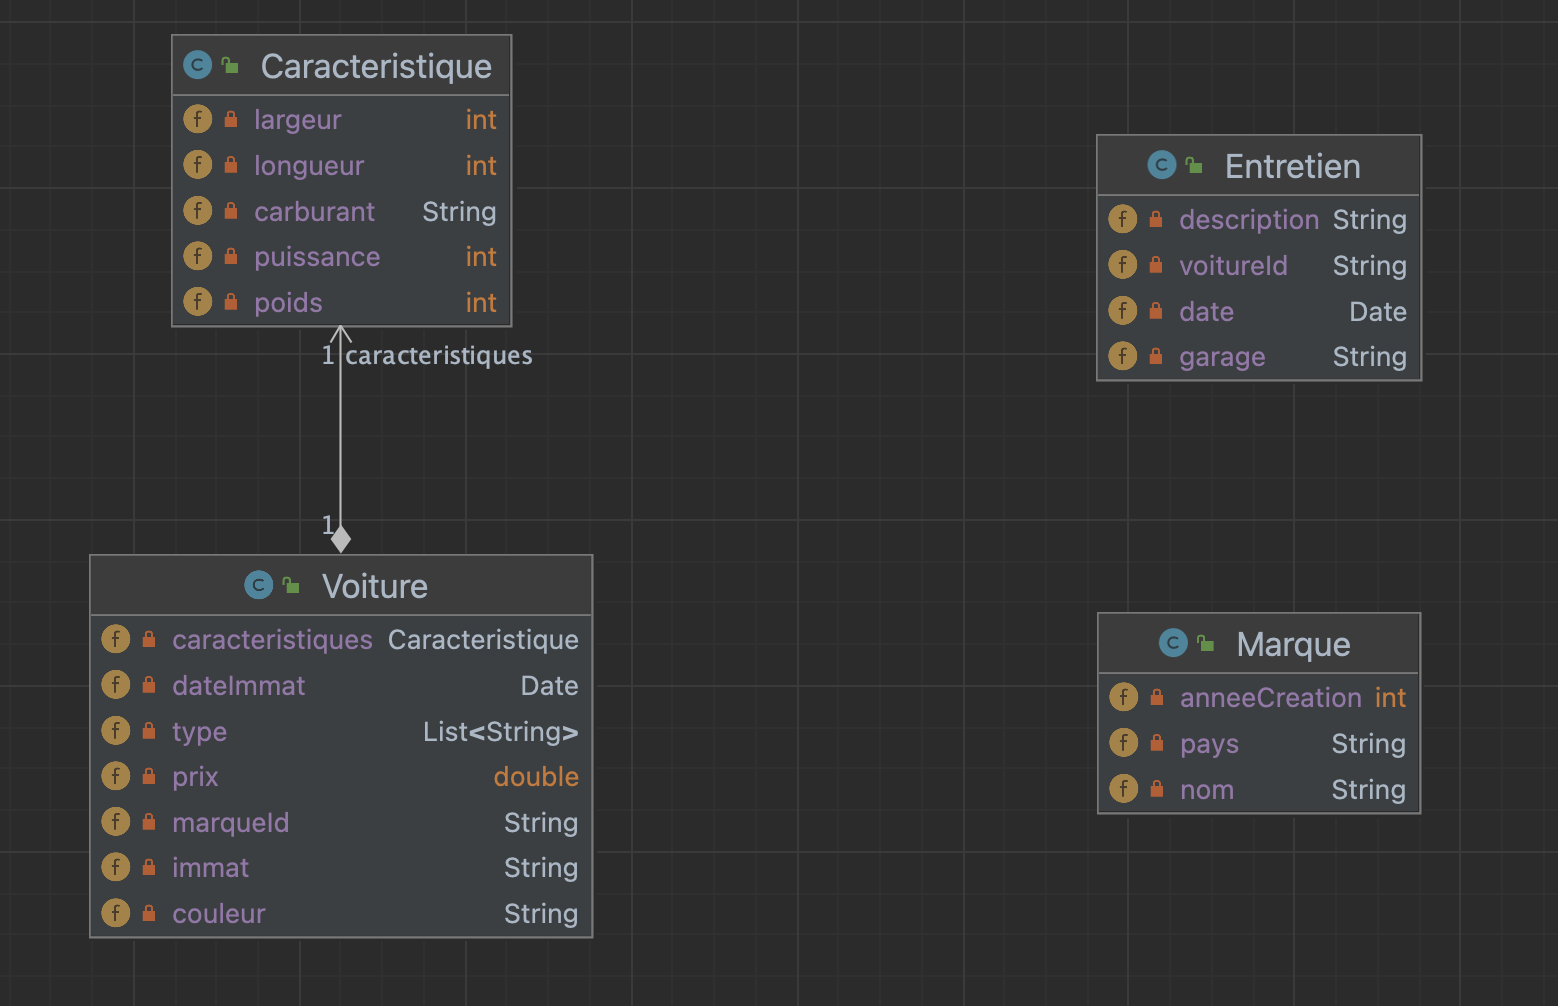 Caracteristique
largeur int
longueur int
carburant String
puissance int
poids int
1 caracteristiques
1
Voiture
caracteristiques Caracteristique
dateImmat Date
type List<String>
prix double
marqueId String
immat String
couleur String
Entretien
description String
voitureId String
date Date
garage String
Marque
anneeCreation int
pays String
nom String